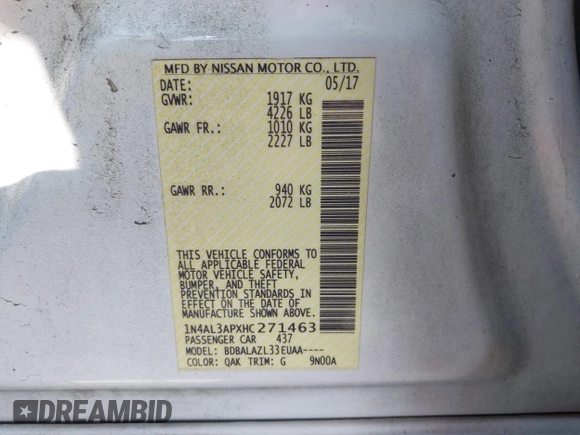 MFD BY NISSAN MOTOR CO., LTD.
DATE: 05/17
GVWR: 1917 KG
4226 LB
GAWR FR.: 1010 KG
2227 LB
GAWR RR.: 940 KG
2072 LB
THIS VEHICLE CONFORMS TO
ALL APPLICABLE FEDERAL
MOTOR VEHICLE SAFETY,
BUMPER, AND THEFT
PREVENTION STANDARDS IN
EFFECT ON THE DATE OF
MANUFACTURE SHOWN ABOVE.
1N4AL3APXHC271463
PASSENGER CAR 437
MODEL: BDBALAZL33EUAA----
COLOR: QAK TRIM: G 9N00A
DREAMBID